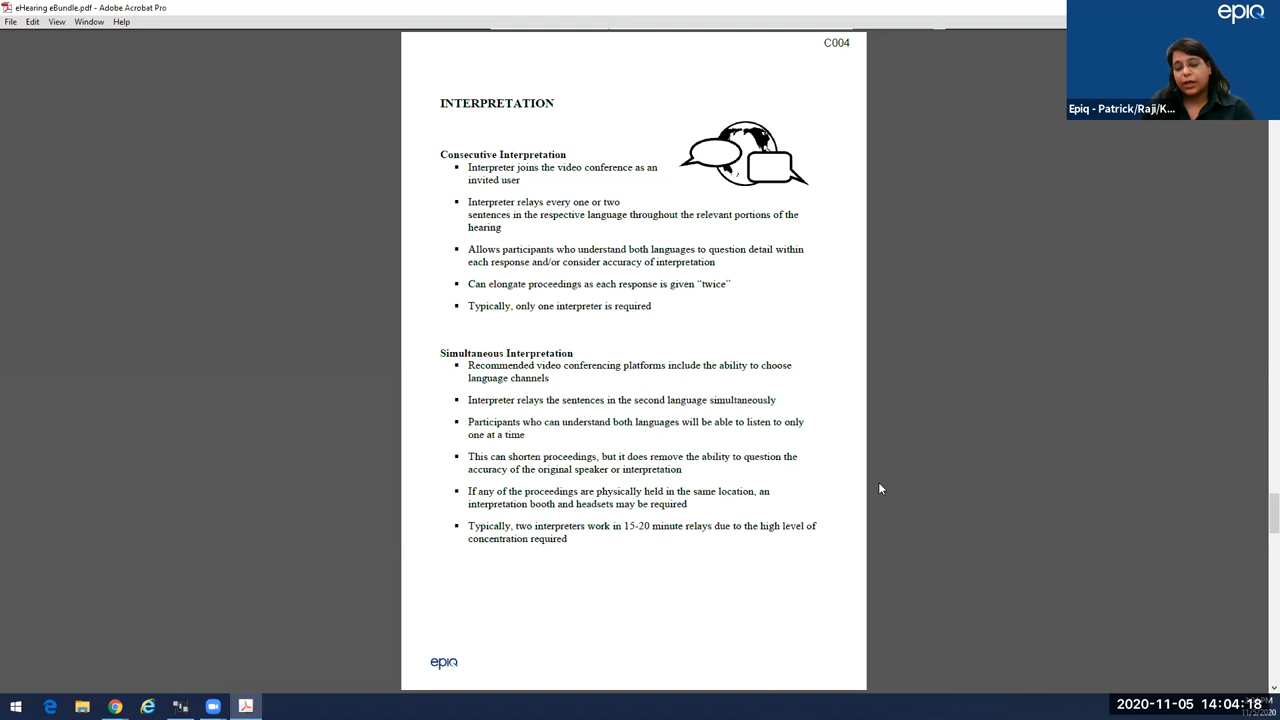 eHearing eBundle.pdf - Adobe Acrobat Pro
File Edit View Window Help
epiq
Epiq - Patrick/Raji/K...
C004
INTERPRETATION
Consecutive Interpretation
▪ Interpreter joins the video conference as an
invited user
▪ Interpreter relays every one or two
sentences in the respective language throughout the relevant portions of the
hearing
▪ Allows participants who understand both languages to question detail within
each response and/or consider accuracy of interpretation
▪ Can elongate proceedings as each response is given “twice”
▪ Typically, only one interpreter is required
Simultaneous Interpretation
▪ Recommended video conferencing platforms include the ability to choose
language channels
▪ Interpreter relays the sentences in the second language simultaneously
▪ Participants who can understand both languages will be able to listen to only
one at a time
▪ This can shorten proceedings, but it does remove the ability to question the
accuracy of the original speaker or interpretation
▪ If any of the proceedings are physically held in the same location, an
interpretation booth and headsets may be required
▪ Typically, two interpreters work in 15-20 minute relays due to the high level of
concentration required
epiq
2020-11-05 14:04:18